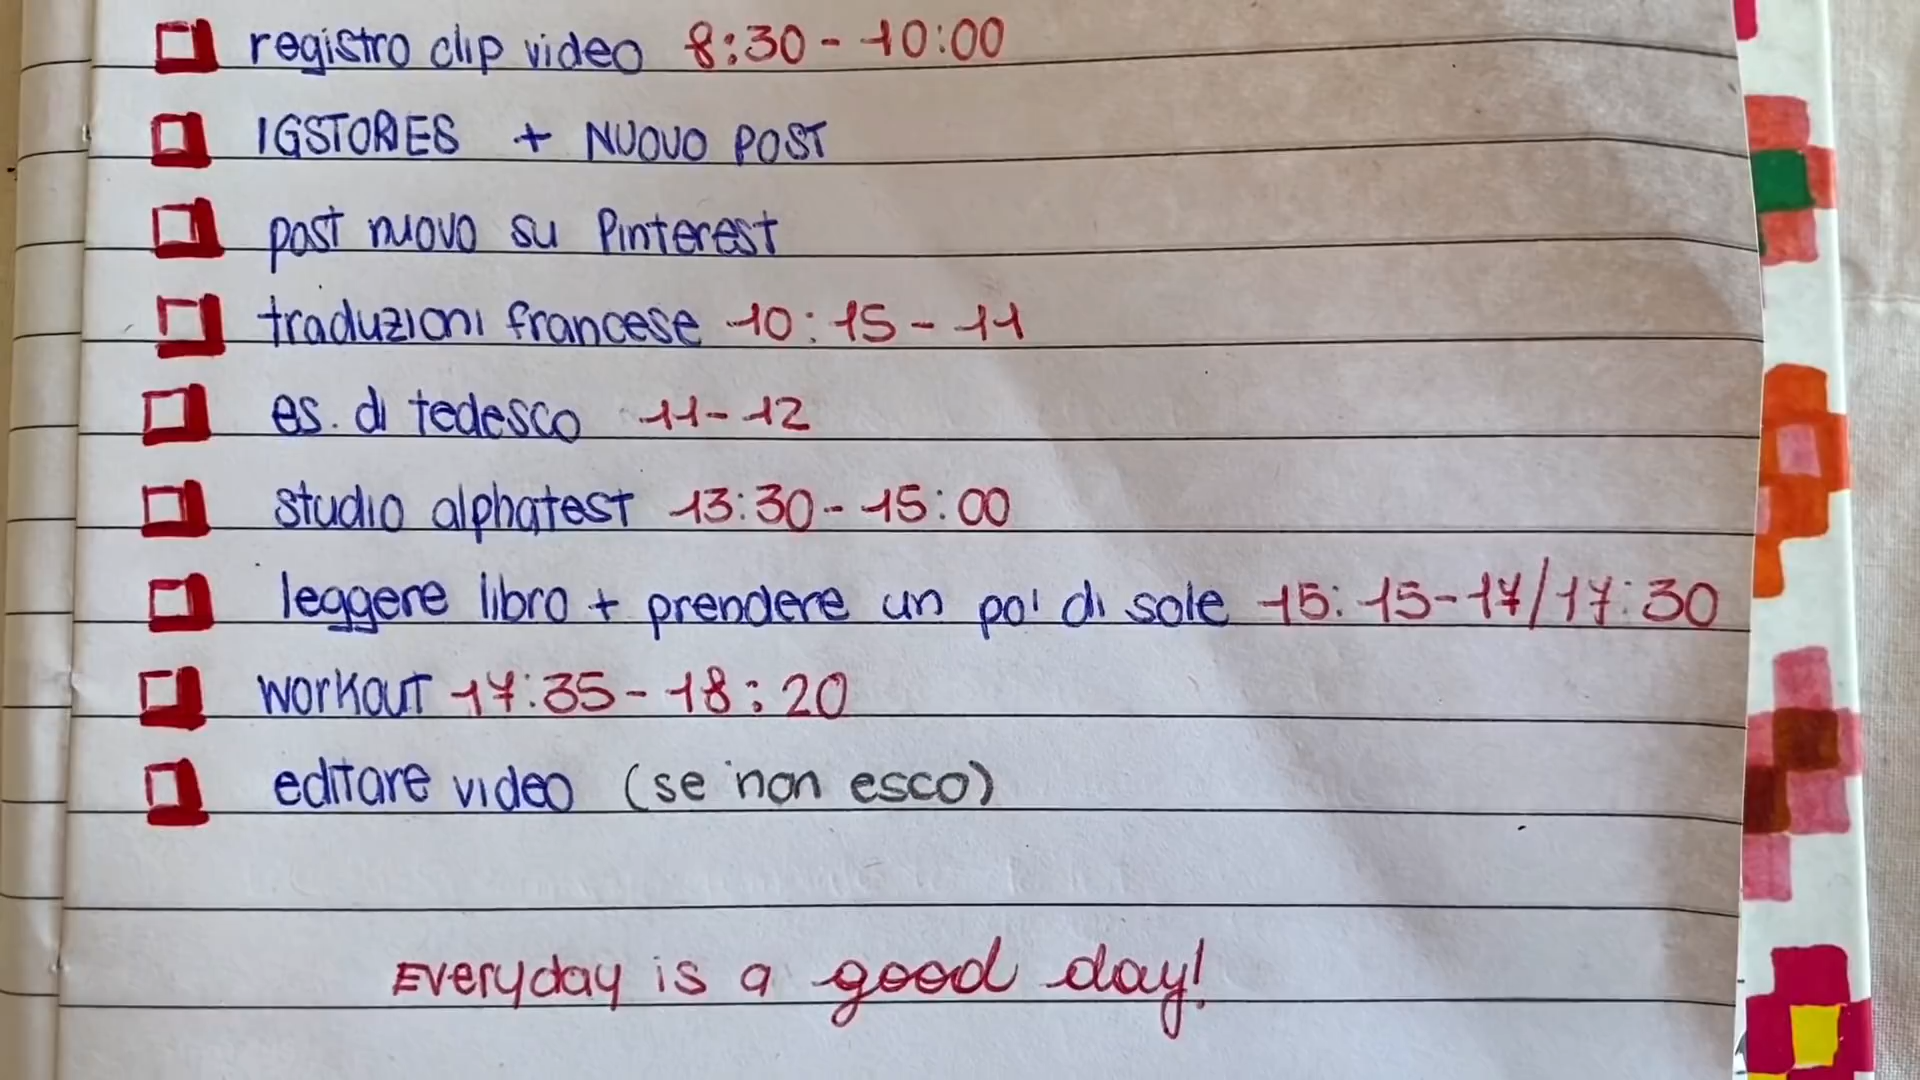 registro clip video 8:30 - 10:00
IGSTORIES + NUOVO POST
post nuovo su Pinterest
traduzioni francese 10:15 - 11
es. di tedesco 11 - 12
studio alphatest 13:30 - 15:00
leggere libro + prendere un po' di sole 15:15 - 17/17:30
workout 17:35 - 18:20
editare video (se non esco)
Everyday is a good day!